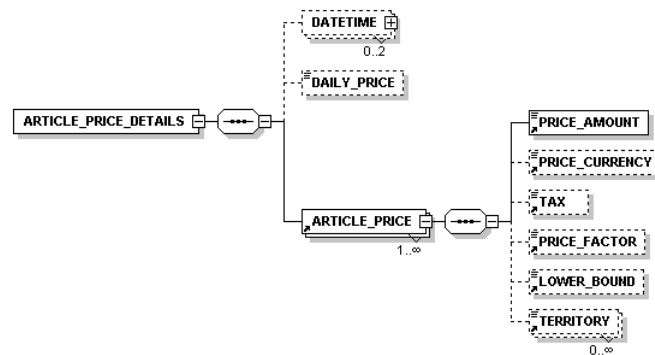 DATETIME
0..2
DAILY_PRICE
ARTICLE_PRICE_DETAILS
PRICE_AMOUNT
PRICE_CURRENCY
TAX
ARTICLE_PRICE
1..∞
PRICE_FACTOR
LOWER_BOUND
TERRITORY
0..∞